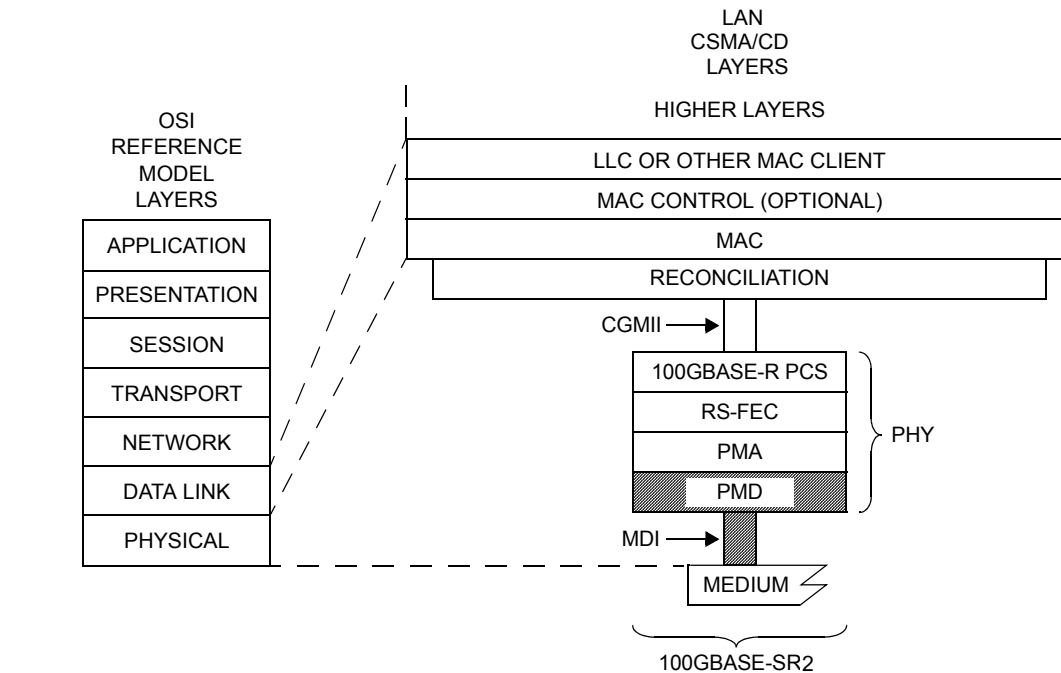 LAN
CSMA/CD
LAYERS
HIGHER LAYERS
OSI
REFERENCE
MODEL
LAYERS
APPLICATION
PRESENTATION
SESSION
TRANSPORT
NETWORK
DATA LINK
PHYSICAL
LLC OR OTHER MAC CLIENT
MAC CONTROL (OPTIONAL)
MAC
RECONCILIATION
CGMII
100GBASE-R PCS
RS-FEC
PMA
PMD
PHY
MDI
MEDIUM
100GBASE-SR2